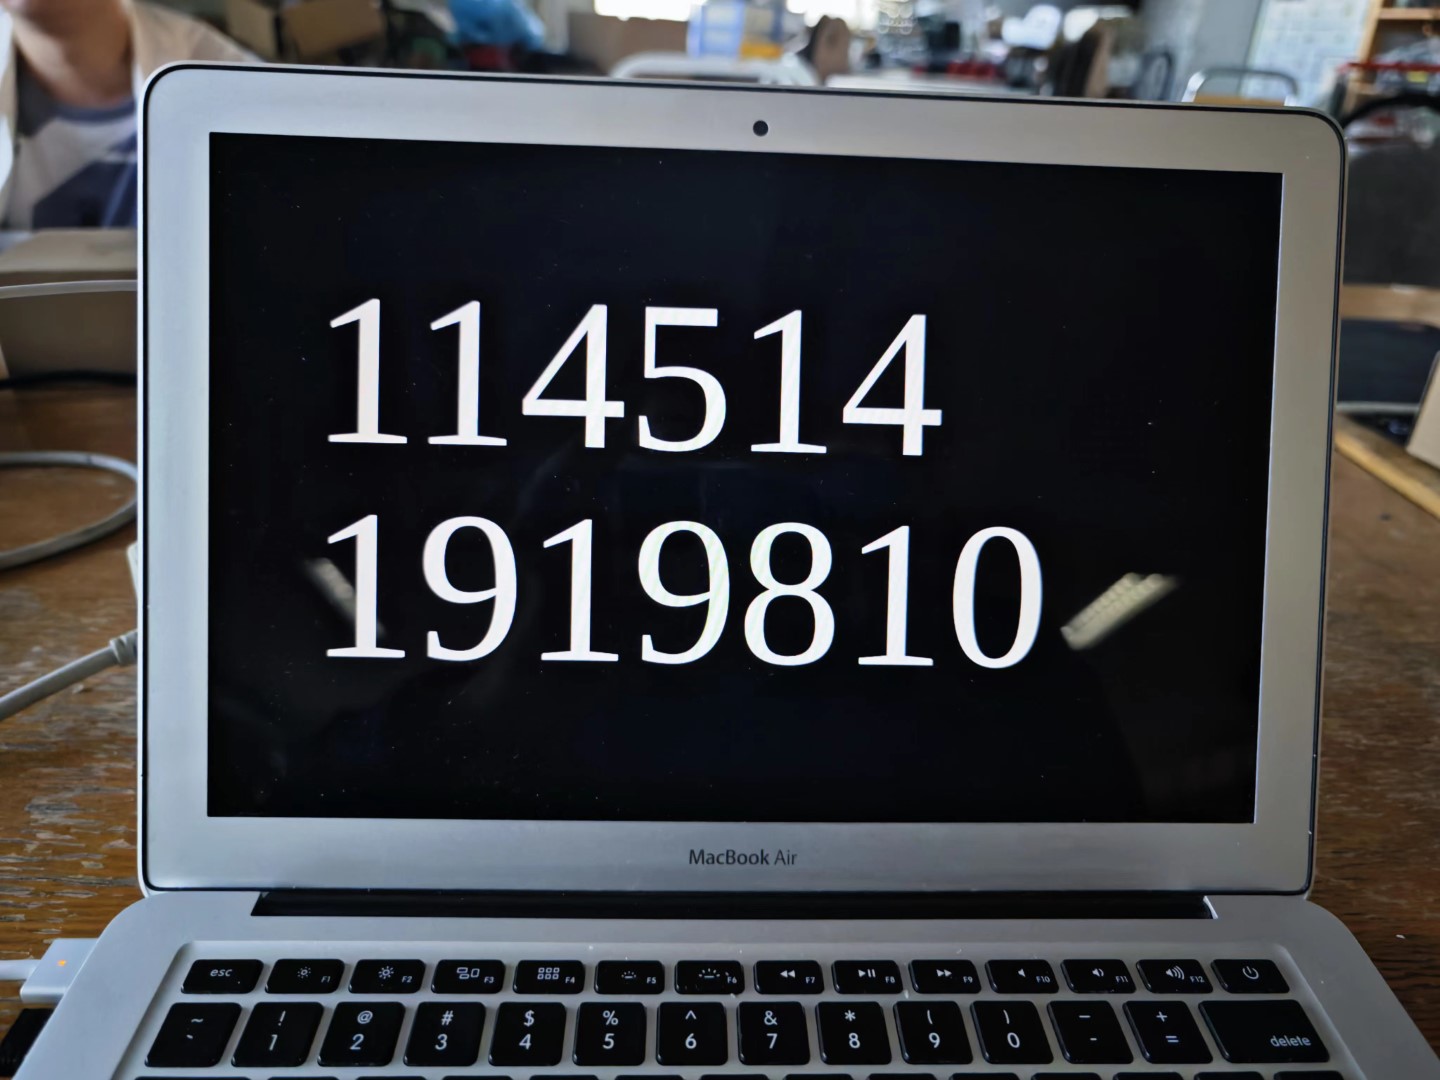 114514
1919810
MacBook Air
esc F1 F2 F3 F4 F5 F6 F7 F8 F9 F10 F11 F12
~ ! @ # $ % ^ & * ( ) − +
` 1 2 3 4 5 6 7 8 9 0 - = delete